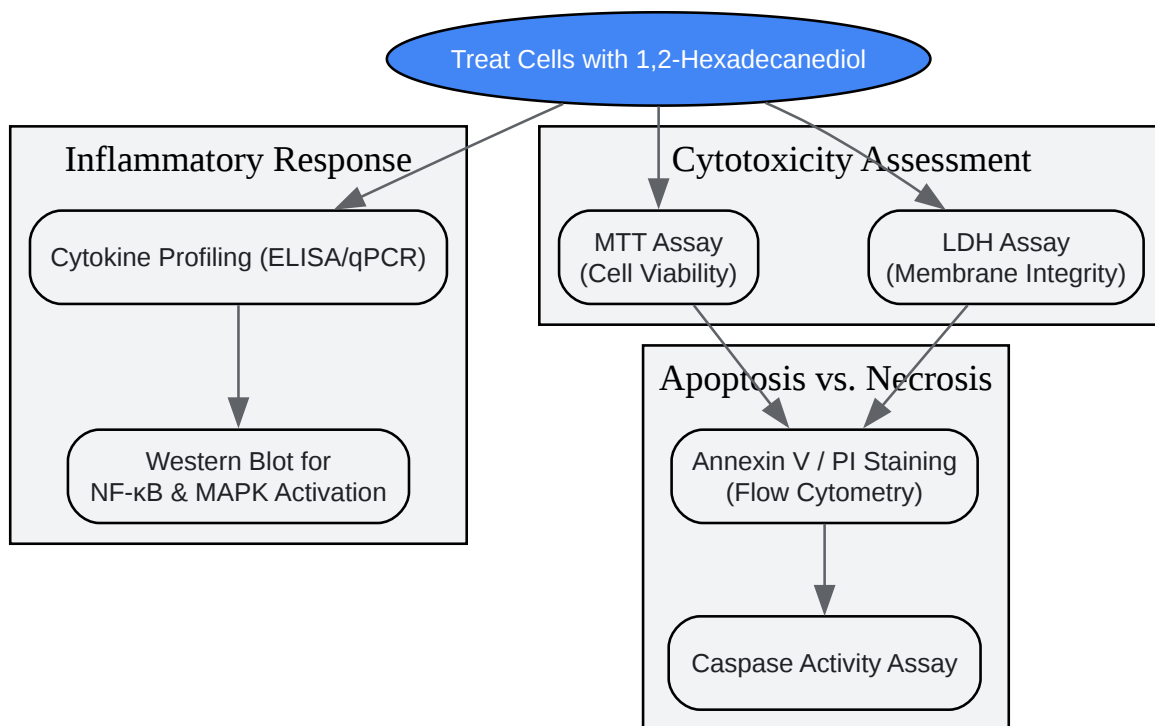 Treat Cells with 1,2-Hexadecanediol
Inflammatory Response
Cytokine Profiling (ELISA/qPCR)
Western Blot for
NF-κB & MAPK Activation
Cytotoxicity Assessment
MTT Assay
(Cell Viability)
LDH Assay
(Membrane Integrity)
Apoptosis vs. Necrosis
Annexin V / PI Staining
(Flow Cytometry)
Caspase Activity Assay